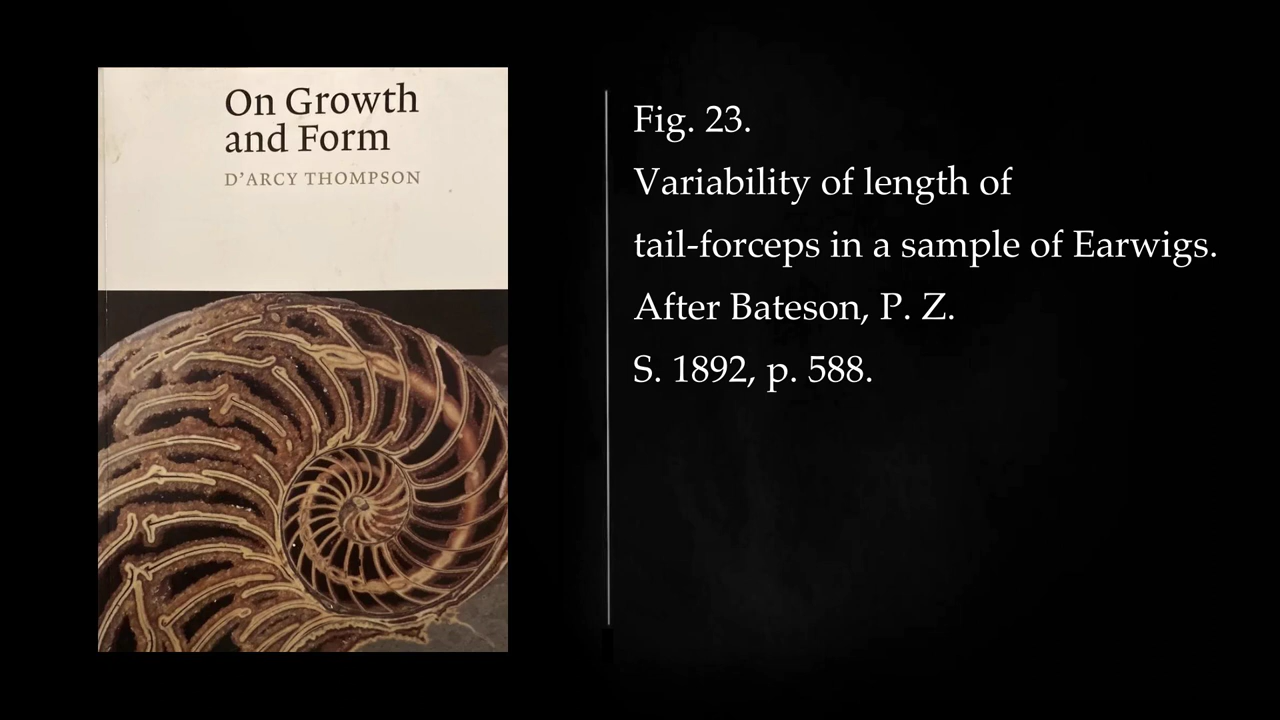 On Growth
and Form
D'ARCY THOMPSON
Fig. 23.
Variability of length of
tail-forceps in a sample of Earwigs.
After Bateson, P. Z.
S. 1892, p. 588.